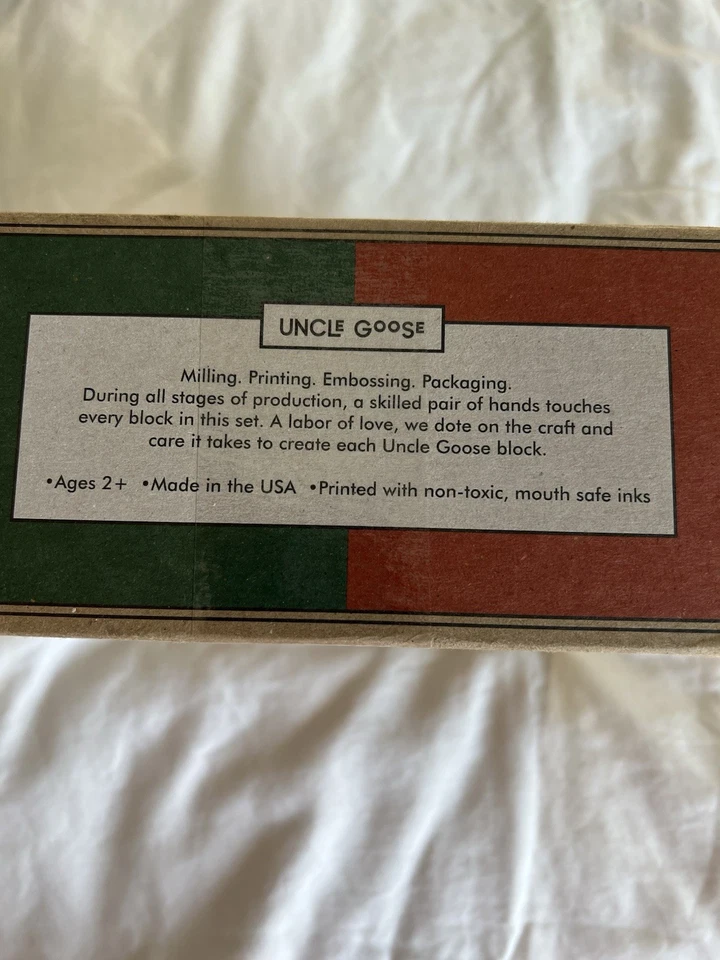 UNCLE GOOSE
Milling. Printing. Embossing. Packaging.
During all stages of production, a skilled pair of hands touches
every block in this set. A labor of love, we dote on the craft and
care it takes to create each Uncle Goose block.
•Ages 2+ •Made in the USA •Printed with non-toxic, mouth safe inks